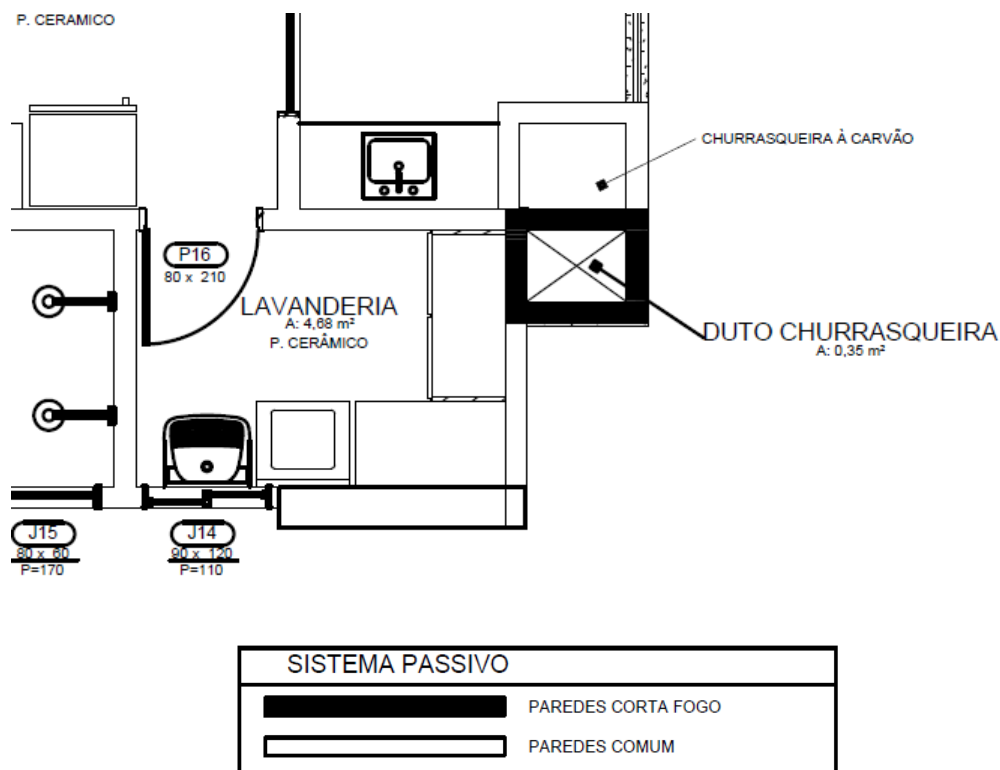 P. CERAMICO
CHURRASQUEIRA À CARVÃO
P16
80 x 210
LAVANDERIA
A: 4,68 m²
P. CERÂMICO
DUTO CHURRASQUEIRA
A: 0,35 m²
J15
80 x 60
P=170
J14
90 x 120
P=110
SISTEMA PASSIVO
PAREDES CORTA FOGO
PAREDES COMUM